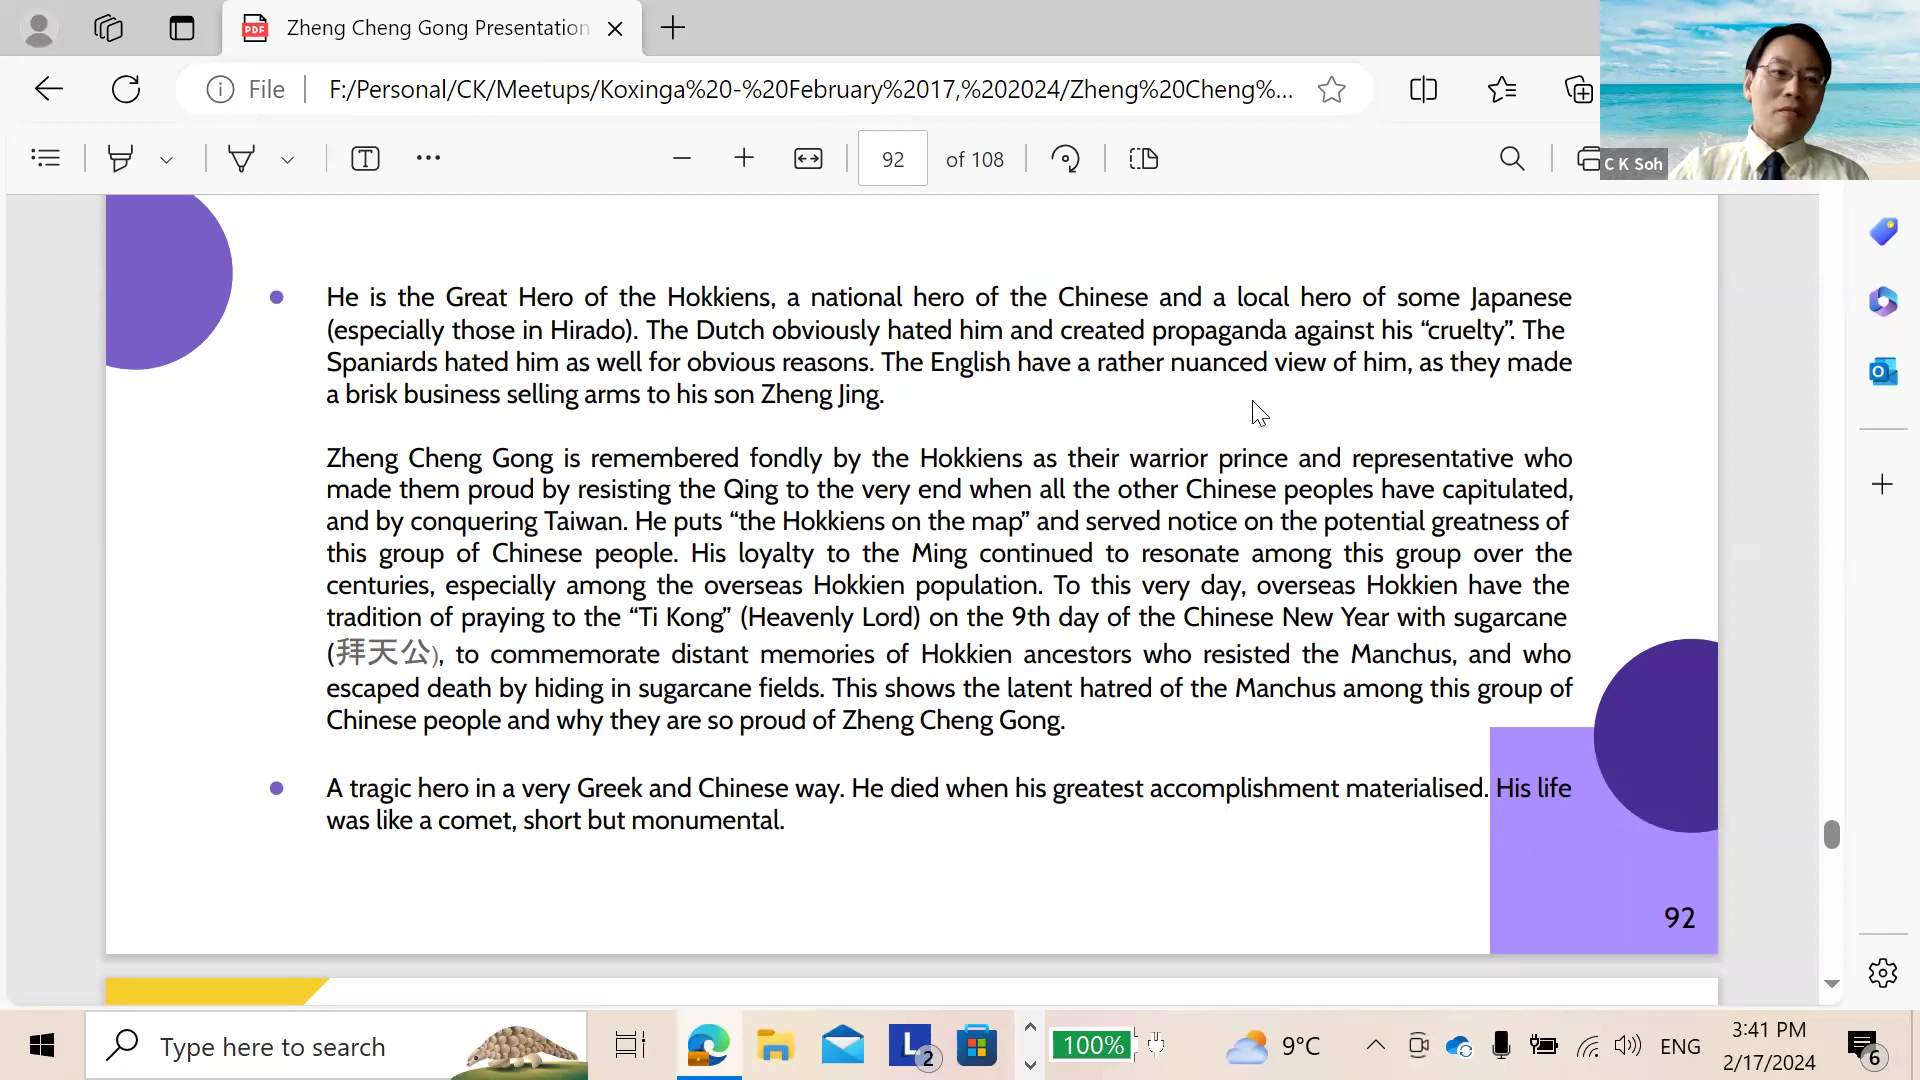 Zheng Cheng Gong Presentation
File
F:/Personal/CK/Meetups/Koxinga%20-%20February%2017,%202024/Zheng%20Cheng%...
92 of 108
C K Soh
He is the Great Hero of the Hokkiens, a national hero of the Chinese and a local hero of some Japanese
(especially those in Hirado). The Dutch obviously hated him and created propaganda against his “cruelty”. The
Spaniards hated him as well for obvious reasons. The English have a rather nuanced view of him, as they made
a brisk business selling arms to his son Zheng Jing.
Zheng Cheng Gong is remembered fondly by the Hokkiens as their warrior prince and representative who
made them proud by resisting the Qing to the very end when all the other Chinese peoples have capitulated,
and by conquering Taiwan. He puts “the Hokkiens on the map” and served notice on the potential greatness of
this group of Chinese people. His loyalty to the Ming continued to resonate among this group over the
centuries, especially among the overseas Hokkien population. To this very day, overseas Hokkien have the
tradition of praying to the “Ti Kong” (Heavenly Lord) on the 9th day of the Chinese New Year with sugarcane
(拜天公), to commemorate distant memories of Hokkien ancestors who resisted the Manchus, and who
escaped death by hiding in sugarcane fields. This shows the latent hatred of the Manchus among this group of
Chinese people and why they are so proud of Zheng Cheng Gong.
A tragic hero in a very Greek and Chinese way. He died when his greatest accomplishment materialised. His life
was like a comet, short but monumental.
92
Type here to search
L
2
100%
9°C
ENG
3:41 PM
2/17/2024
6